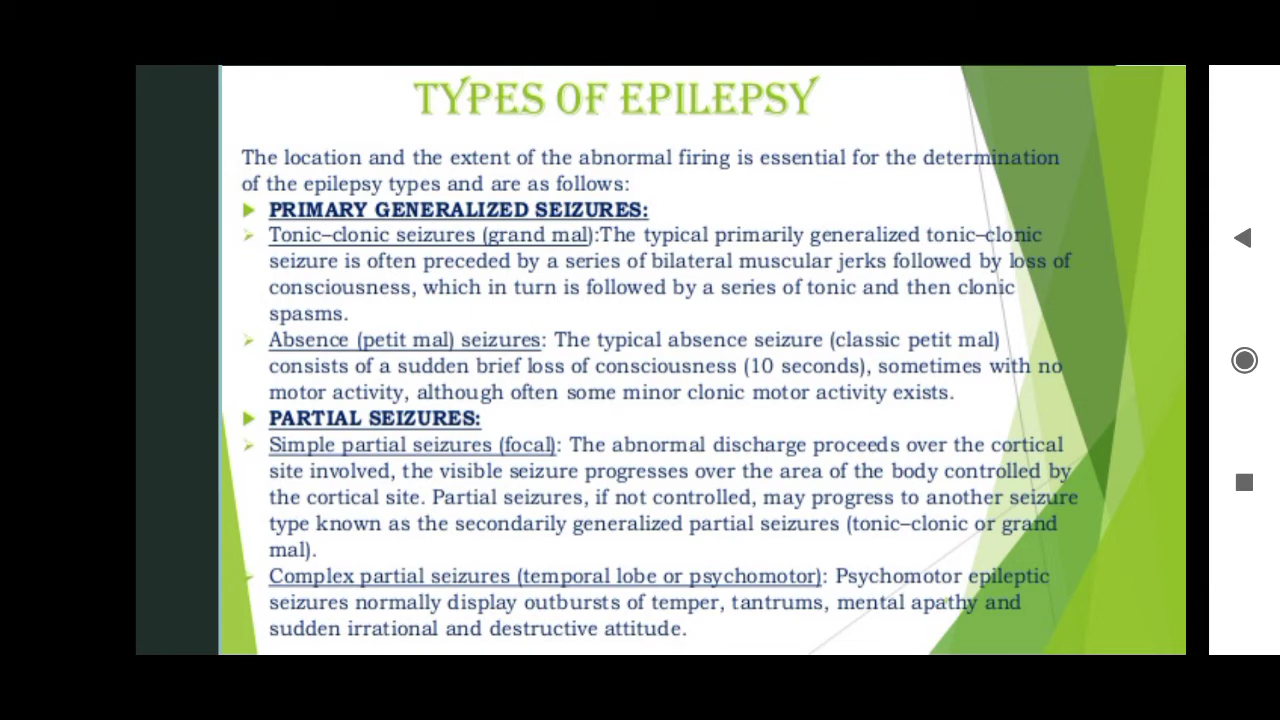 TYPES OF EPILEPSY
The location and the extent of the abnormal firing is essential for the determination
of the epilepsy types and are as follows:
PRIMARY GENERALIZED SEIZURES:
Tonic–clonic seizures (grand mal):The typical primarily generalized tonic–clonic
seizure is often preceded by a series of bilateral muscular jerks followed by loss of
consciousness, which in turn is followed by a series of tonic and then clonic
spasms.
Absence (petit mal) seizures: The typical absence seizure (classic petit mal)
consists of a sudden brief loss of consciousness (10 seconds), sometimes with no
motor activity, although often some minor clonic motor activity exists.
PARTIAL SEIZURES:
Simple partial seizures (focal): The abnormal discharge proceeds over the cortical
site involved, the visible seizure progresses over the area of the body controlled by
the cortical site. Partial seizures, if not controlled, may progress to another seizure
type known as the secondarily generalized partial seizures (tonic–clonic or grand
mal).
Complex partial seizures (temporal lobe or psychomotor): Psychomotor epileptic
seizures normally display outbursts of temper, tantrums, mental apathy and
sudden irrational and destructive attitude.